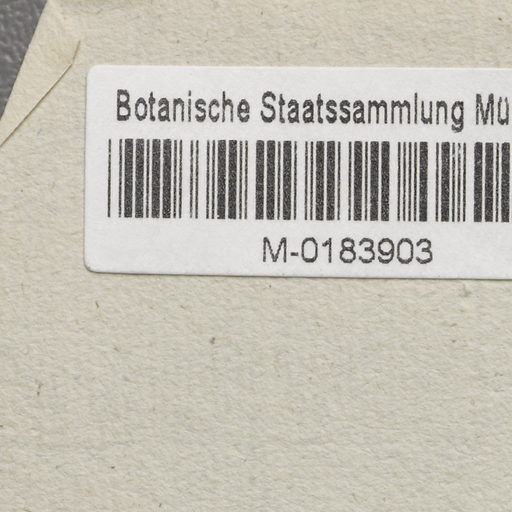 Botanische Staatssammlung Mü
M-0183903